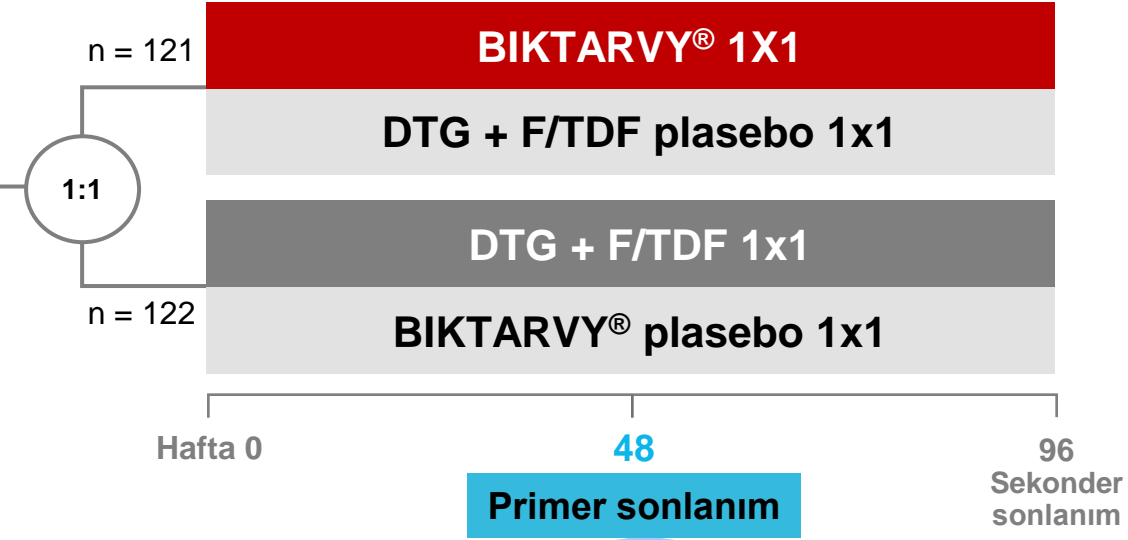 n = 121
BIKTARVY® 1X1
DTG + F/TDF plasebo 1x1
1:1
DTG + F/TDF 1x1
n = 122
BIKTARVY® plasebo 1x1
Hafta 0
48
96
Primer sonlanım
Sekonder
sonlanım